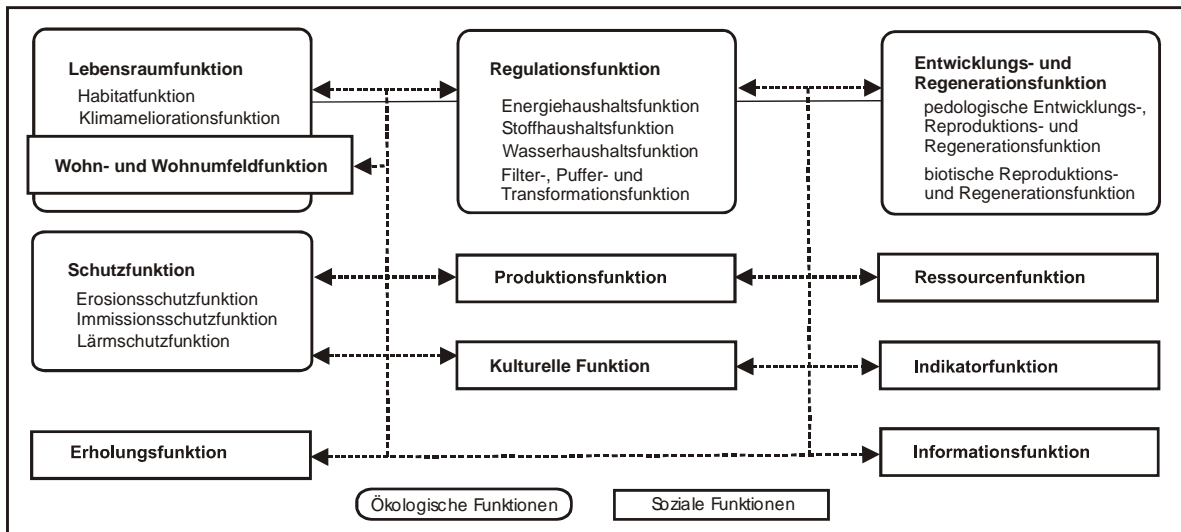 Lebensraumfunktion
Habitatfunktion
Klimameliorationsfunktion
Wohn- und Wohnumfeldfunktion
Regulationsfunktion
Energiehaushaltsfunktion
Stoffhaushaltsfunktion
Wasserhaushaltsfunktion
Filter-, Puffer- und
Transformationsfunktion
Entwicklungs- und
Regenerationsfunktion
pedologische Entwicklungs-,
Reproduktions- und
Regenerationsfunktion
biotische Reproduktions-
und Regenerationsfunktion
Schutzfunktion
Erosionsschutzfunktion
Immissionsschutzfunktion
Lärmschutzfunktion
Produktionsfunktion
Ressourcenfunktion
Kulturelle Funktion
Indikatorfunktion
Erholungsfunktion
Informationsfunktion
Ökologische Funktionen
Soziale Funktionen